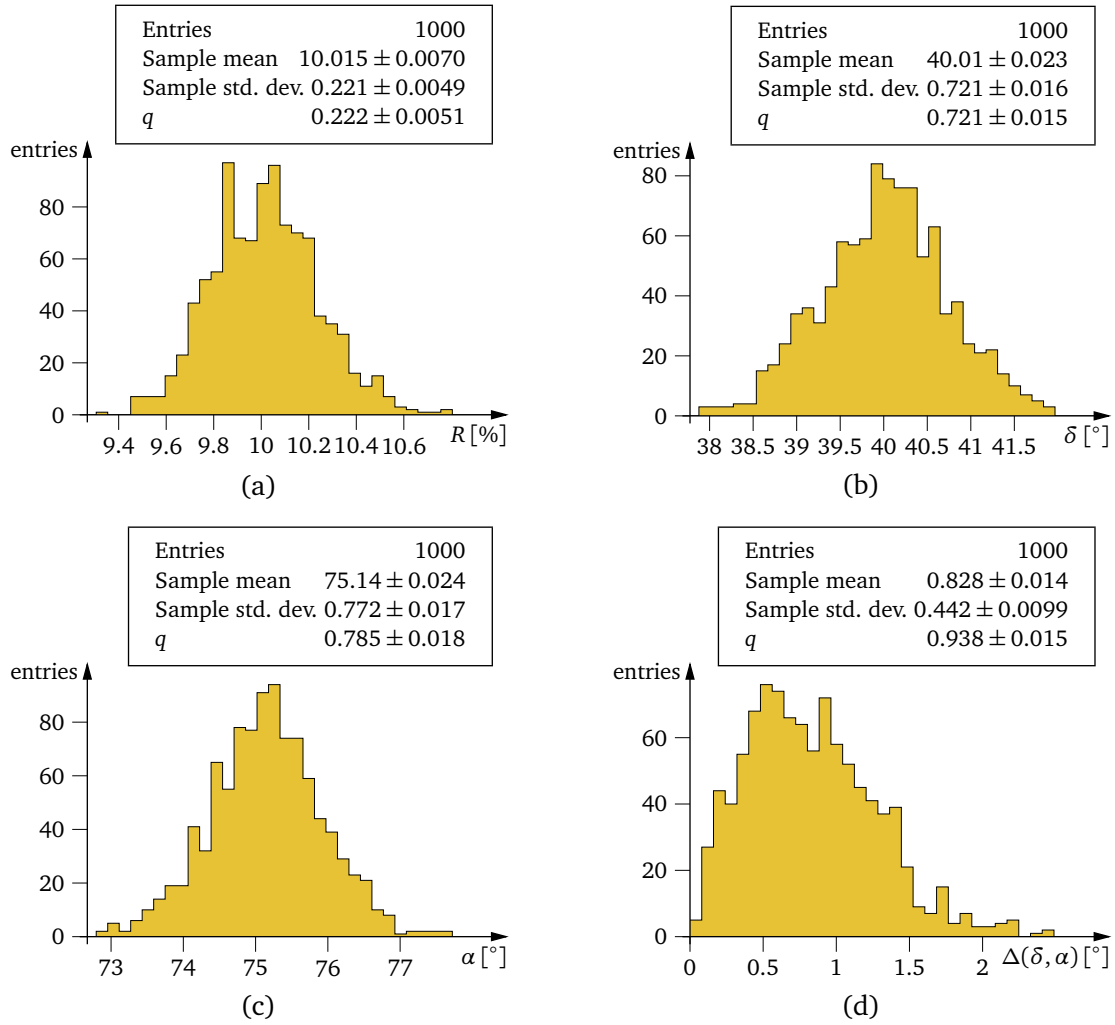 Entries 1000
Sample mean 10.015 ± 0.0070
Sample std. dev. 0.221 ± 0.0049
q 0.222 ± 0.0051
entries
80
60
40
20
0
9.4 9.6 9.8 10 10.2 10.4 10.6
R [%]
(a)
Entries 1000
Sample mean 40.01 ± 0.023
Sample std. dev. 0.721 ± 0.016
q 0.721 ± 0.015
entries
80
60
40
20
0
38 38.5 39 39.5 40 40.5 41 41.5
δ [°]
(b)
Entries 1000
Sample mean 75.14 ± 0.024
Sample std. dev. 0.772 ± 0.017
q 0.785 ± 0.018
entries
80
60
40
20
0
73 74 75 76 77
α [°]
(c)
Entries 1000
Sample mean 0.828 ± 0.014
Sample std. dev. 0.442 ± 0.0099
q 0.938 ± 0.015
entries
60
40
20
0
0 0.5 1 1.5 2
Δ(δ, α) [°]
(d)